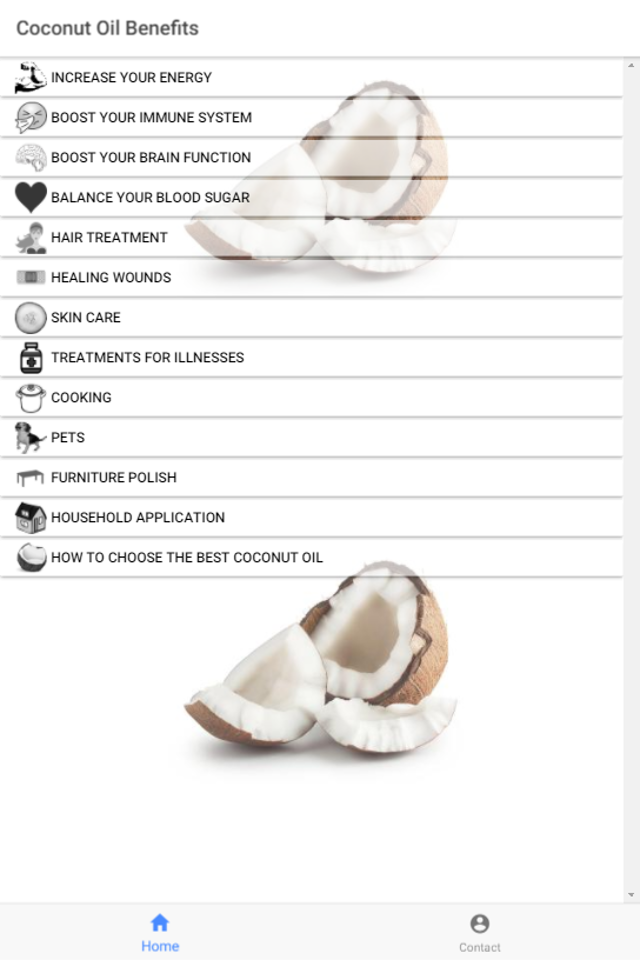 Coconut Oil Benefits
INCREASE YOUR ENERGY
BOOST YOUR IMMUNE SYSTEM
BOOST YOUR BRAIN FUNCTION
BALANCE YOUR BLOOD SUGAR
HAIR TREATMENT
HEALING WOUNDS
SKIN CARE
TREATMENTS FOR ILLNESSES
COOKING
PETS
FURNITURE POLISH
HOUSEHOLD APPLICATION
HOW TO CHOOSE THE BEST COCONUT OIL
Home
Contact